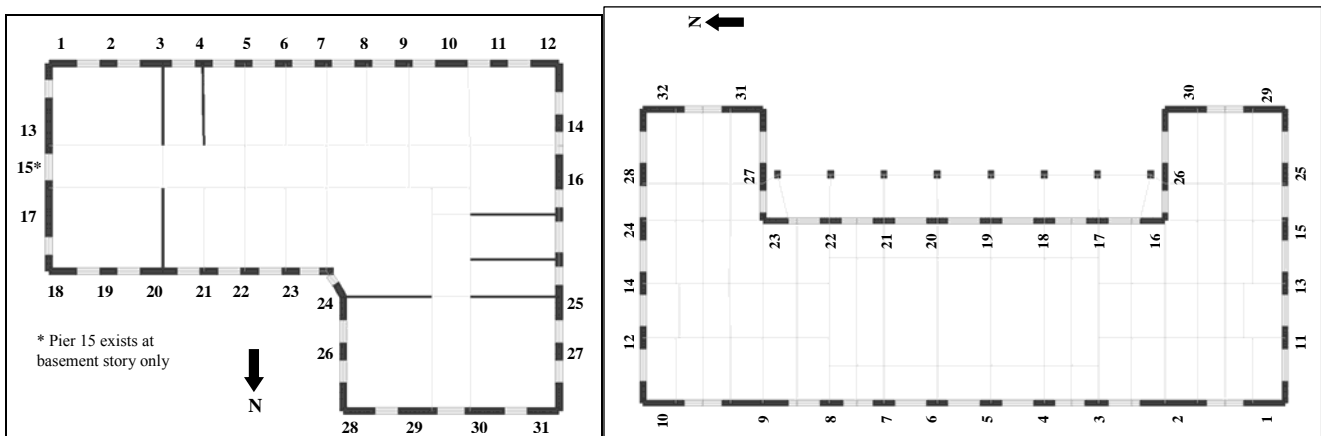 1 2 3 4 5 6 7 8 9 10 11 12
13
14
15*
16
17
18 19 20 21 22 23
24
25
26
27
28 29 30 31
* Pier 15 exists at
basement story only
N
N
32 31 30 29
28 27 26 25
24 23 22 21 20 19 18 17 16 15
14 13
12 11
10 9 8 7 6 5 4 3 2 1